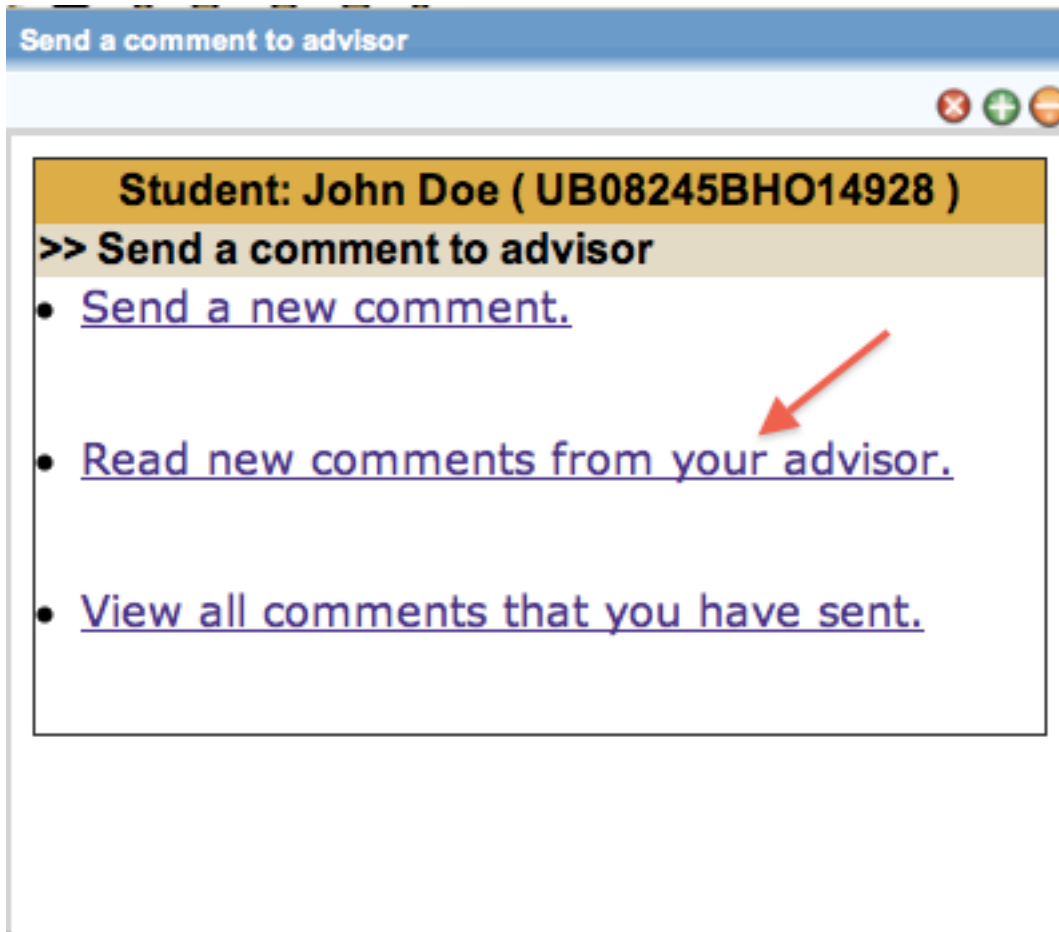 Send a comment to advisor
Student: John Doe ( UB08245BHO14928 )
>> Send a comment to advisor
• Send a new comment.
• Read new comments from your advisor.
• View all comments that you have sent.